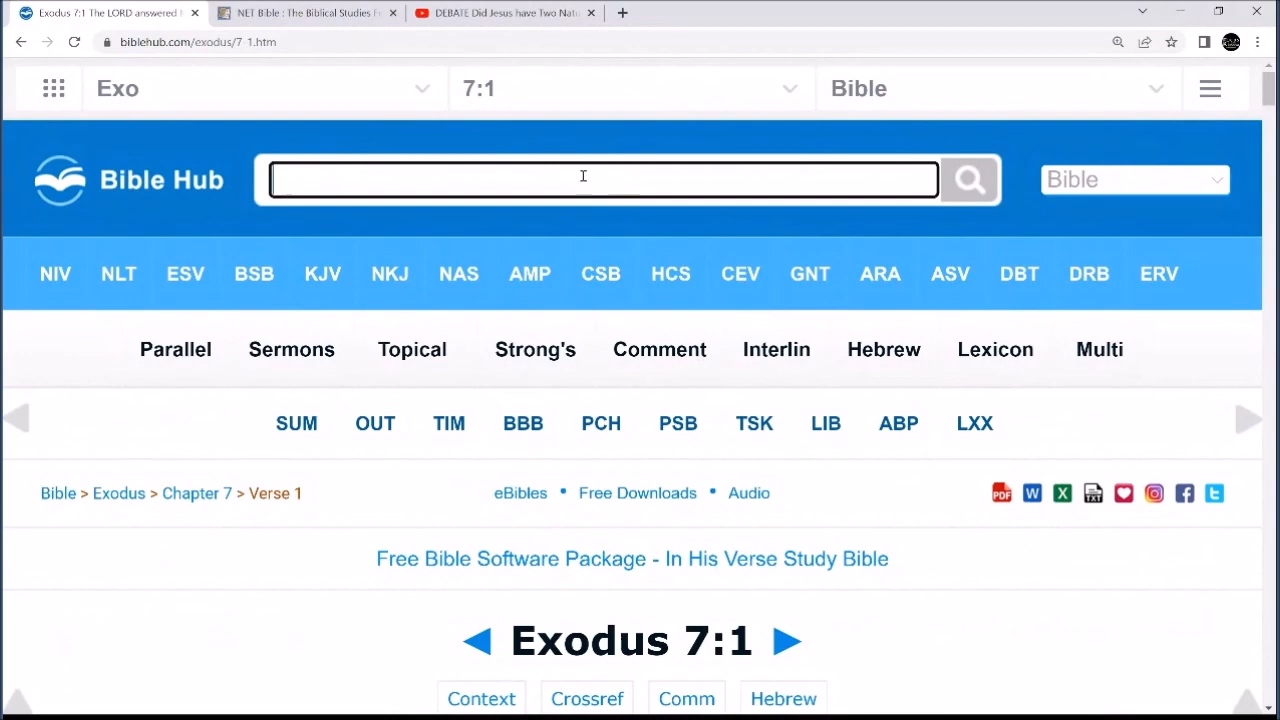 Exodus 7:1 The LORD answered
NET Bible : The Biblical Studies F
DEBATE Did Jesus have Two Natu
biblehub.com/exodus/7-1.htm
Exo 7:1 Bible
Bible Hub Bible
NIV NLT ESV BSB KJV NKJ NAS AMP CSB HCS CEV GNT ARA ASV DBT DRB ERV
Parallel Sermons Topical Strong's Comment Interlin Hebrew Lexicon Multi
SUM OUT TIM BBB PCH PSB TSK LIB ABP LXX
Bible > Exodus > Chapter 7 > Verse 1 eBibles • Free Downloads • Audio PDF W X TXT
Free Bible Software Package - In His Verse Study Bible
◄ Exodus 7:1 ►
Context Crossref Comm Hebrew